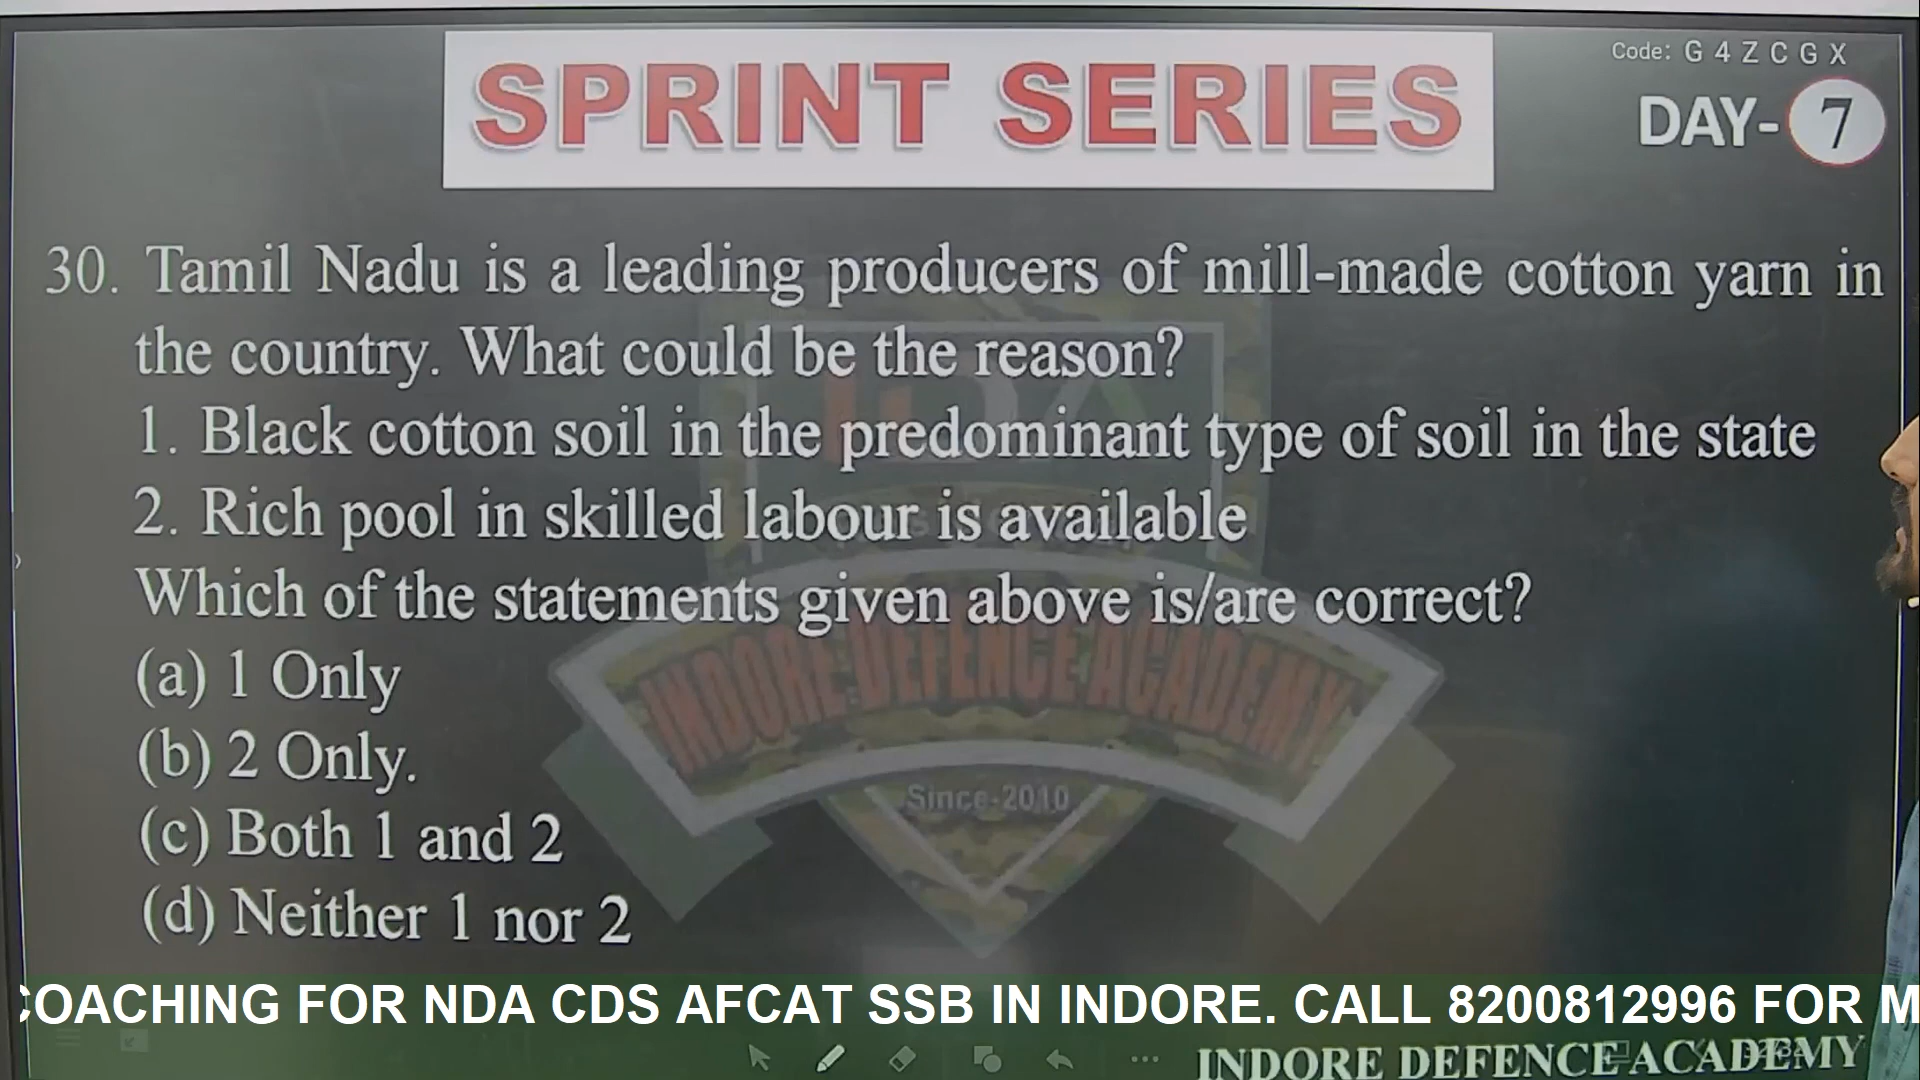 Code: G 4 Z C G X
SPRINT SERIES
DAY- 7
30. Tamil Nadu is a leading producers of mill-made cotton yarn in
the country. What could be the reason?
1. Black cotton soil in the predominant type of soil in the state
2. Rich pool in skilled labour is available
Which of the statements given above is/are correct?
(a) 1 Only
(b) 2 Only.
(c) Both 1 and 2
(d) Neither 1 nor 2
INDORE DEFENCE ACADEMY
Since-2010
COACHING FOR NDA CDS AFCAT SSB IN INDORE. CALL 8200812996 FOR M
INDORE DEFENCE ACADEMY